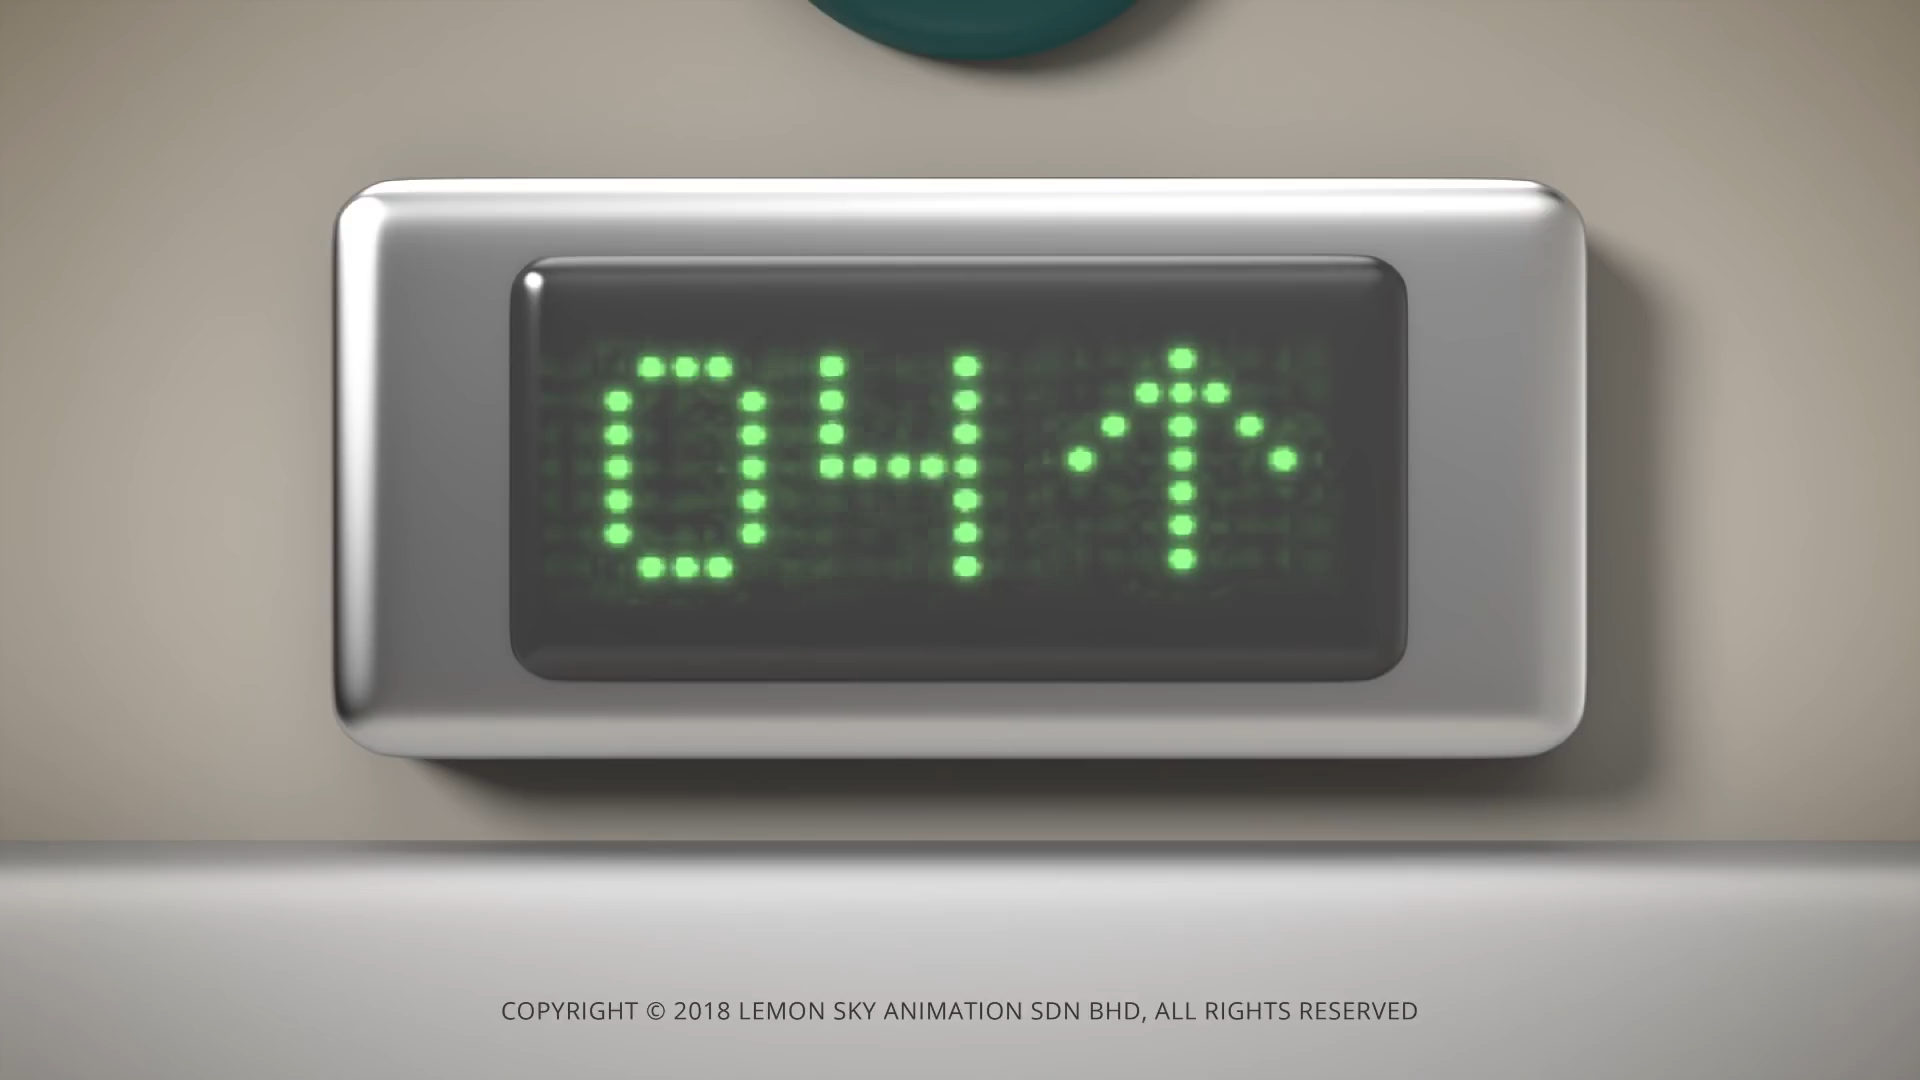 04↑
COPYRIGHT © 2018 LEMON SKY ANIMATION SDN BHD, ALL RIGHTS RESERVED